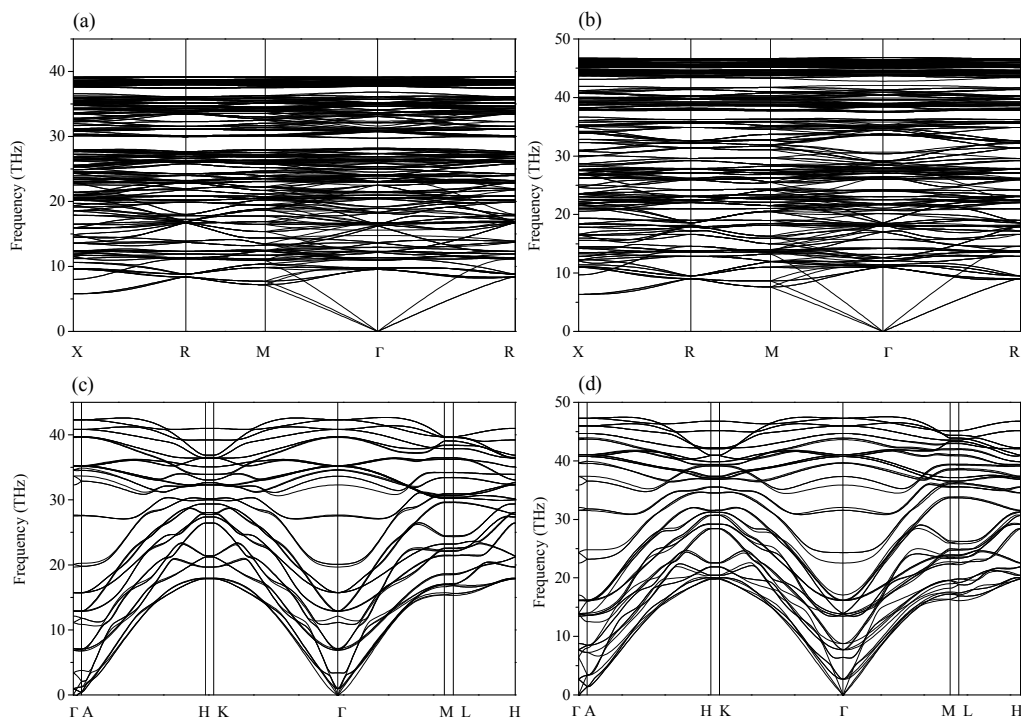 (a)
(b)
Frequency (THz)
40
30
20
10
0
X R M Γ R
Frequency (THz)
50
40
30
20
10
0
X R M Γ R
(c)
(d)
Frequency (THz)
40
30
20
10
0
Γ A H K Γ M L H
Frequency (THz)
50
40
30
20
10
0
Γ A H K Γ M L H